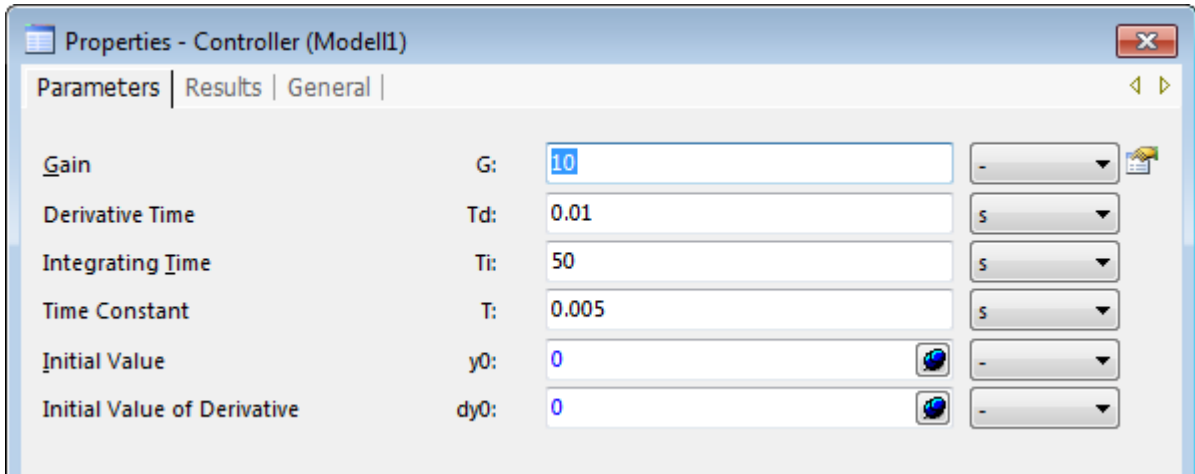 Properties - Controller (Modell1)
Parameters | Results | General |
Gain G: 10 -
Derivative Time Td: 0.01 s
Integrating Time Ti: 50 s
Time Constant T: 0.005 s
Initial Value y0: 0 -
Initial Value of Derivative dy0: 0 -